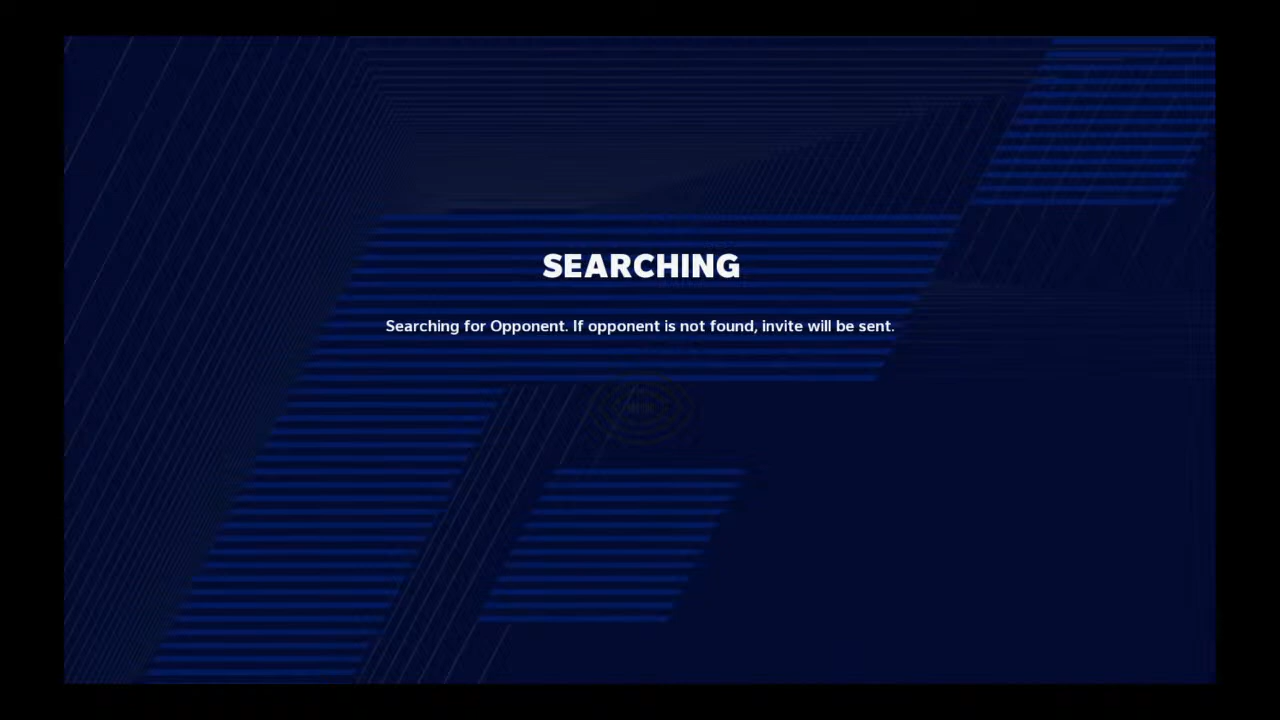 SEARCHING
Searching for Opponent. If opponent is not found, invite will be sent.